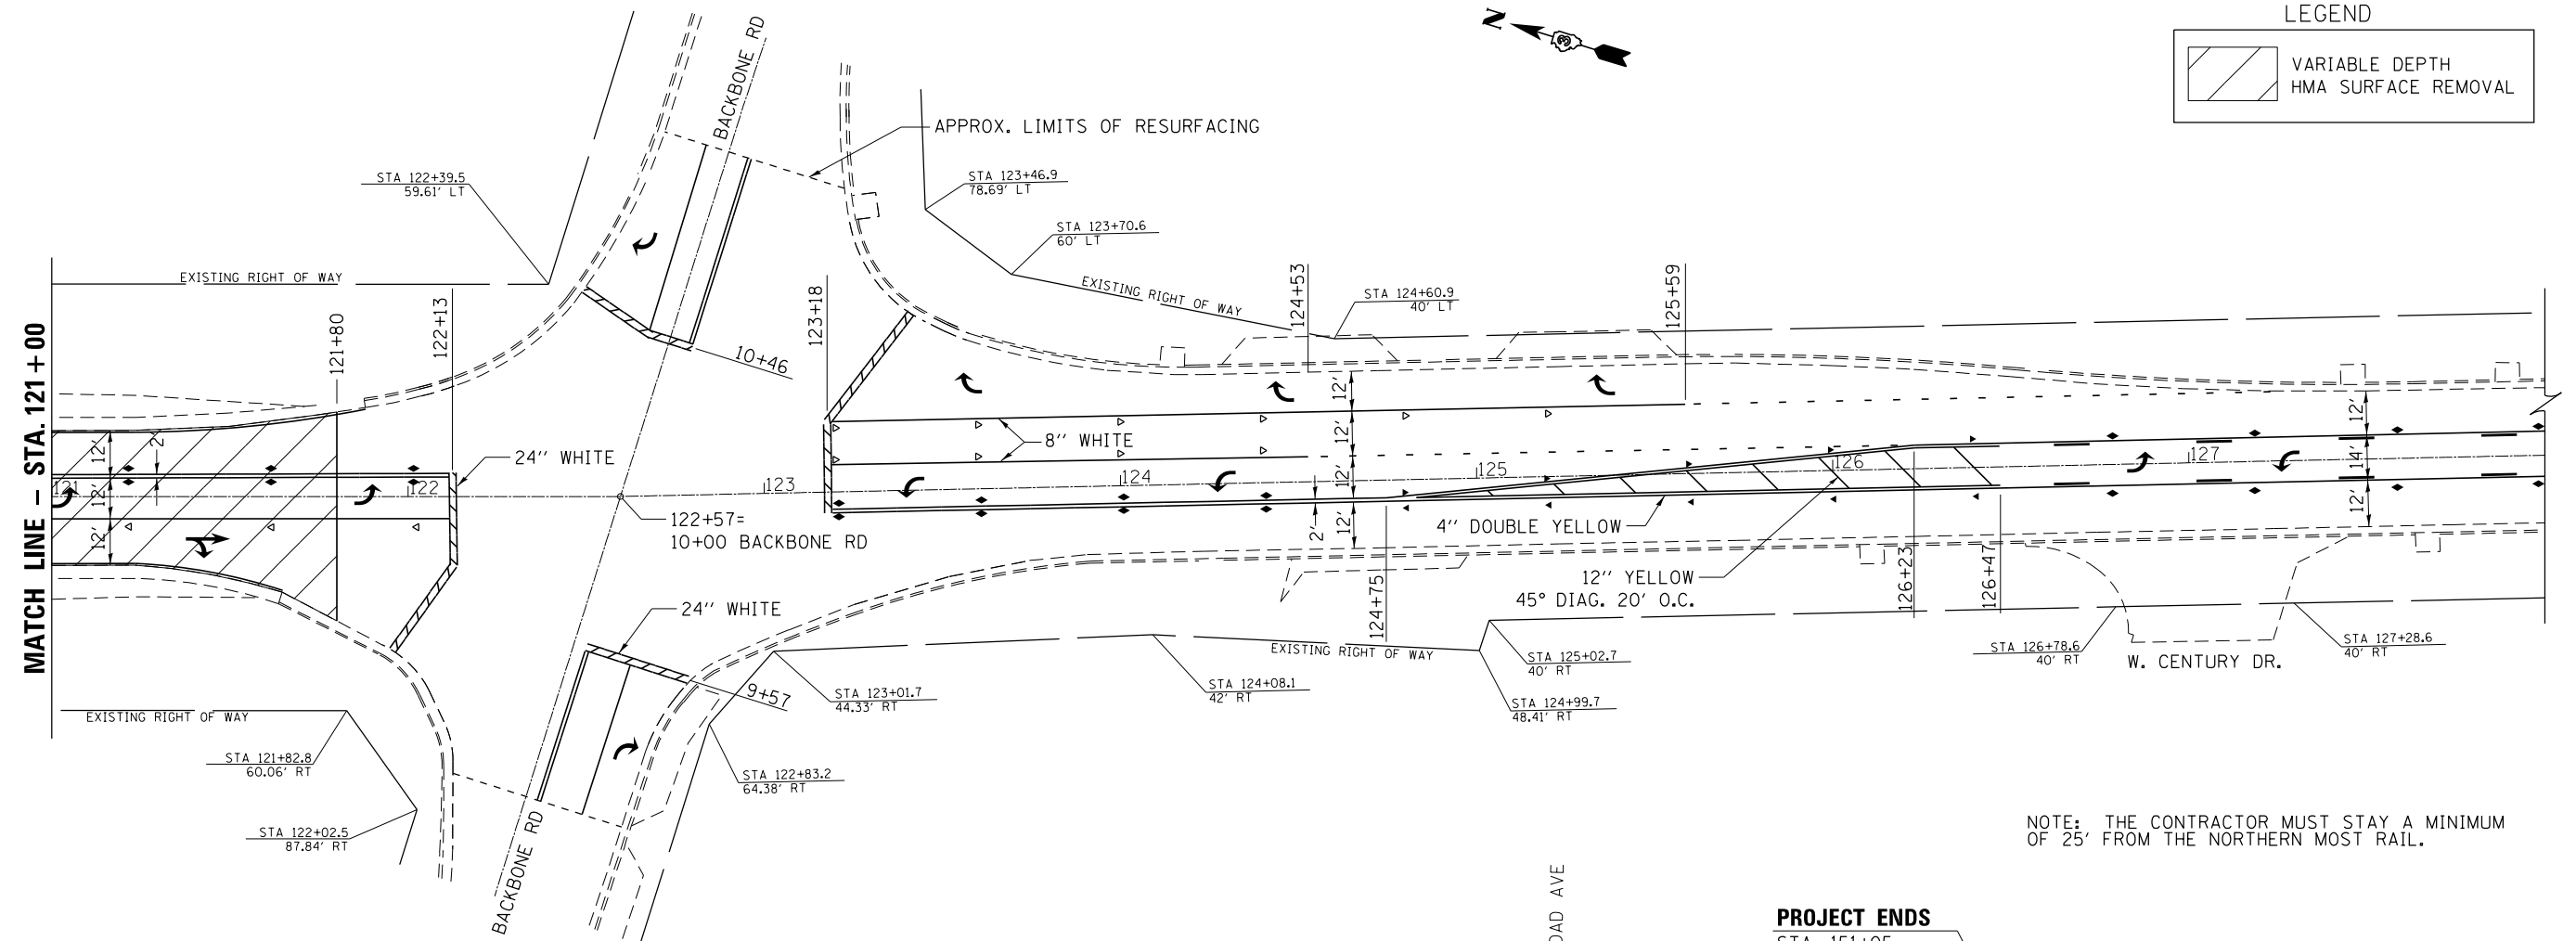 LEGEND
VARIABLE DEPTH
HMA SURFACE REMOVAL
N
3
BACKBONE RD
APPROX. LIMITS OF RESURFACING
STA 122+39.5
59.61' LT
STA 123+46.9
78.69' LT
STA 123+70.6
60' LT
EXISTING RIGHT OF WAY
EXISTING RIGHT OF WAY
STA 124+60.9
40' LT
MATCH LINE - STA. 121+00
121+80
122+13
123+18
124+53
125+59
10+46
12'
2'
12'
12'
24'' WHITE
8'' WHITE
12'
12'
12'
2'
12'
12'
14'
12'
121
122
123
124
125
126
127
122+57=
10+00 BACKBONE RD
4'' DOUBLE YELLOW
12'' YELLOW
45° DIAG. 20' O.C.
24'' WHITE
124+75
126+23
126+47
9+57
EXISTING RIGHT OF WAY
EXISTING RIGHT OF WAY
STA 121+82.8
60.06' RT
STA 122+02.5
87.84' RT
STA 123+01.7
44.33' RT
STA 122+83.2
64.38' RT
STA 124+08.1
42' RT
STA 125+02.7
40' RT
STA 124+99.7
48.41' RT
STA 126+78.6
40' RT
W. CENTURY DR.
STA 127+28.6
40' RT
BACKBONE RD
NOTE: THE CONTRACTOR MUST STAY A MINIMUM
OF 25' FROM THE NORTHERN MOST RAIL.
AVE
PROJECT ENDS
STA. 151+05